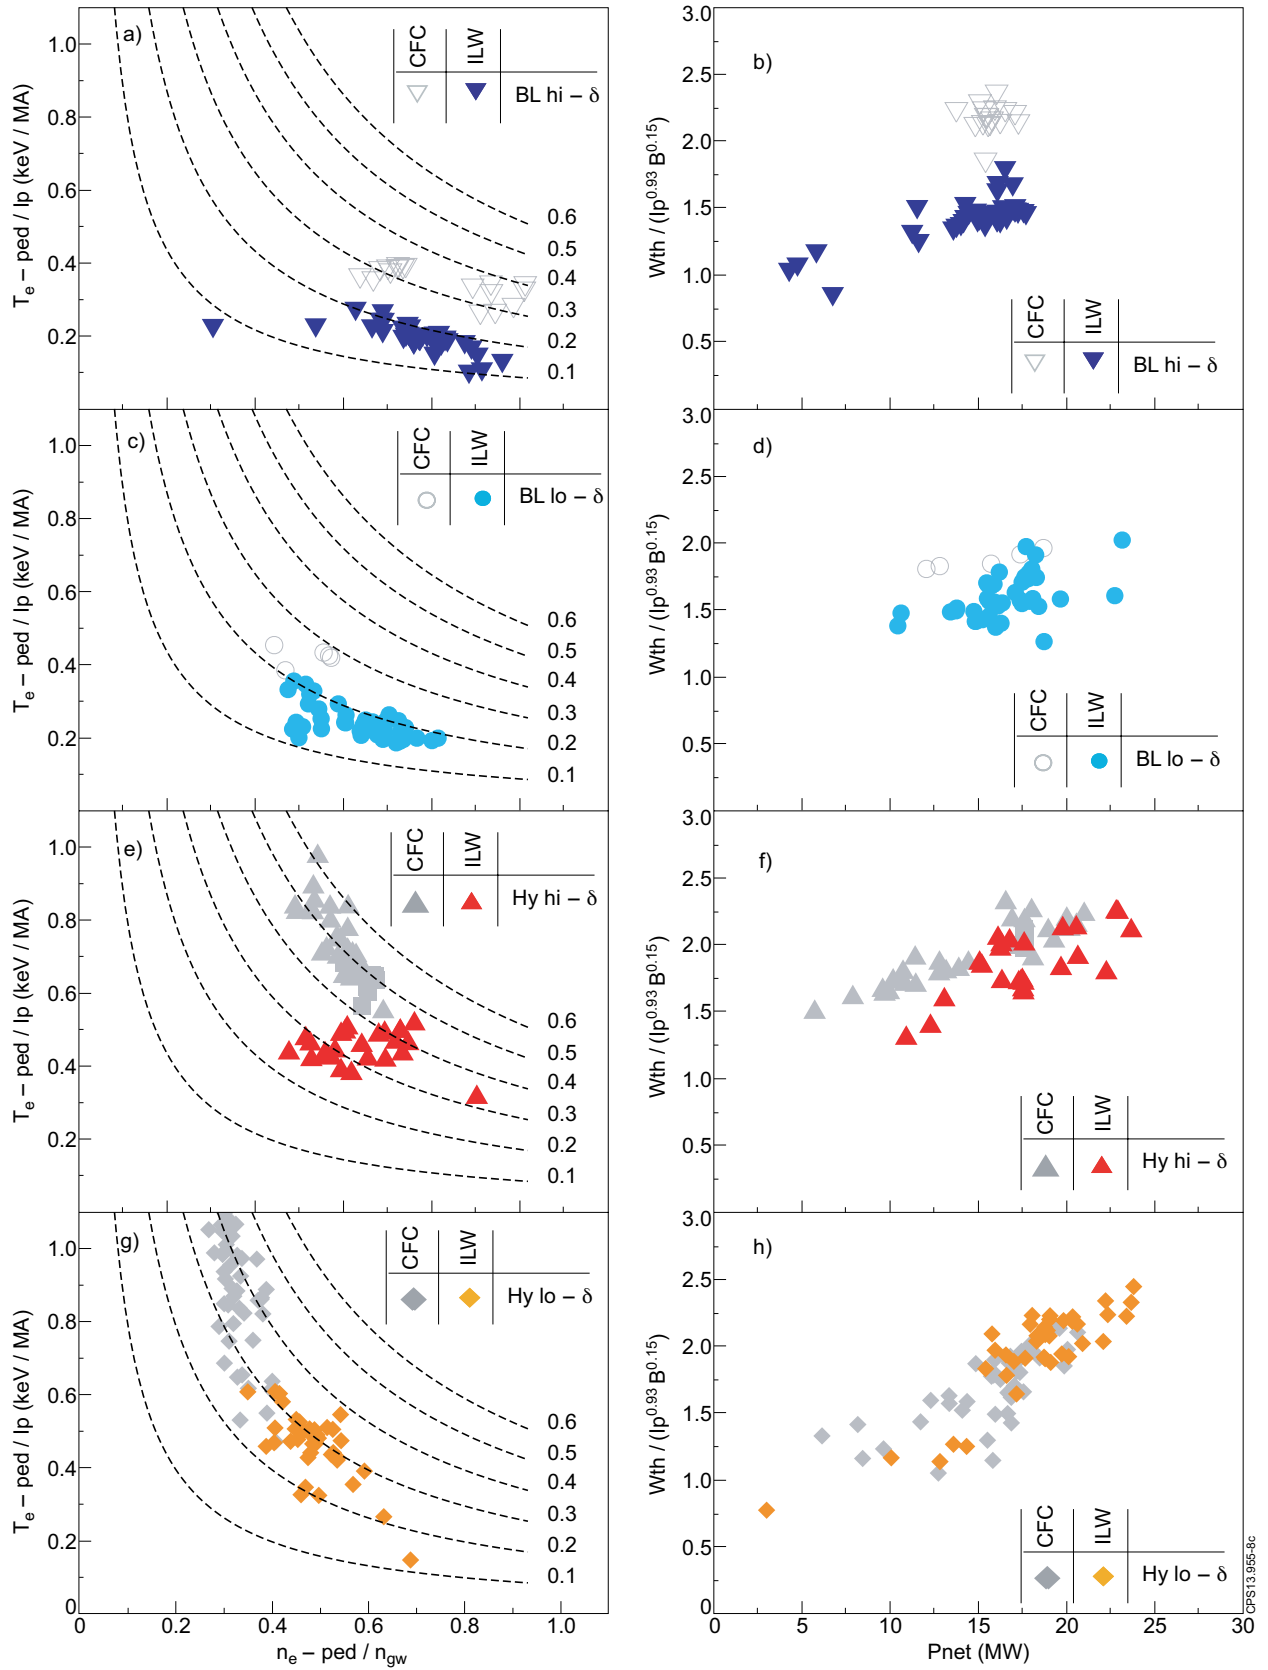 a)
CFC
ILW
BL hi – δ
1.0
0.8
0.6
0.4
0.2
0.6
0.5
0.4
0.3
0.2
0.1
Te – ped / Ip (keV / MA)
b)
3.0
2.5
2.0
1.5
1.0
0.5
0
Wth / (Ip0.93 B0.15)
CFC
ILW
BL hi – δ
c)
CFC
ILW
BL lo – δ
1.0
0.8
0.6
0.4
0.2
0.6
0.5
0.4
0.3
0.2
0.1
Te – ped / Ip (keV / MA)
d)
3.0
2.5
2.0
1.5
1.0
0.5
0
Wth / (Ip0.93 B0.15)
CFC
ILW
BL lo – δ
e)
CFC
ILW
Hy hi – δ
1.0
0.8
0.6
0.4
0.2
0.6
0.5
0.4
0.3
0.2
0.1
Te – ped / Ip (keV / MA)
f)
3.0
2.5
2.0
1.5
1.0
0.5
0
Wth / (Ip0.93 B0.15)
CFC
ILW
Hy hi – δ
g)
CFC
ILW
Hy lo – δ
1.0
0.8
0.6
0.4
0.2
0
0.6
0.5
0.4
0.3
0.2
0.1
Te – ped / Ip (keV / MA)
0 0.2 0.4 0.6 0.8 1.0
ne – ped / ngw
h)
3.0
2.5
2.0
1.5
1.0
0.5
0
Wth / (Ip0.93 B0.15)
CFC
ILW
Hy lo – δ
0 5 10 15 20 25 30
Pnet (MW)
CPS13.955-8c